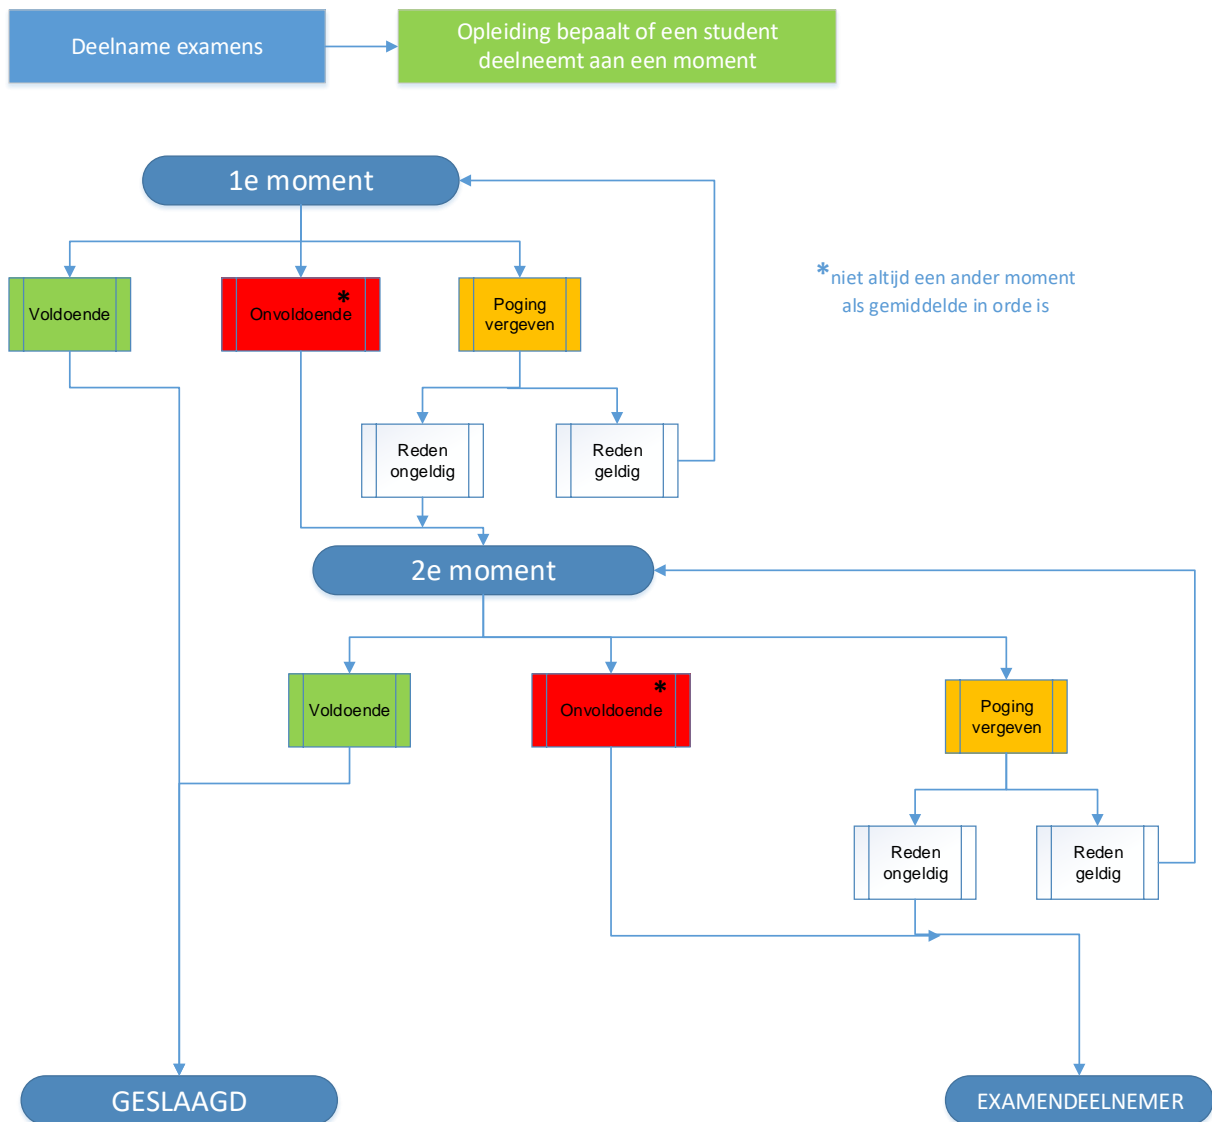 Deelname examens
Opleiding bepaalt of een student
deelneemt aan een moment
1e moment
*niet altijd een ander moment
als gemiddelde in orde is
Voldoende
Onvoldoende *
Poging
vergeven
Reden
ongeldig
Reden
geldig
2e moment
Voldoende
Onvoldoende *
Poging
vergeven
Reden
ongeldig
Reden
geldig
GESLAAGD
EXAMENDEELNEMER